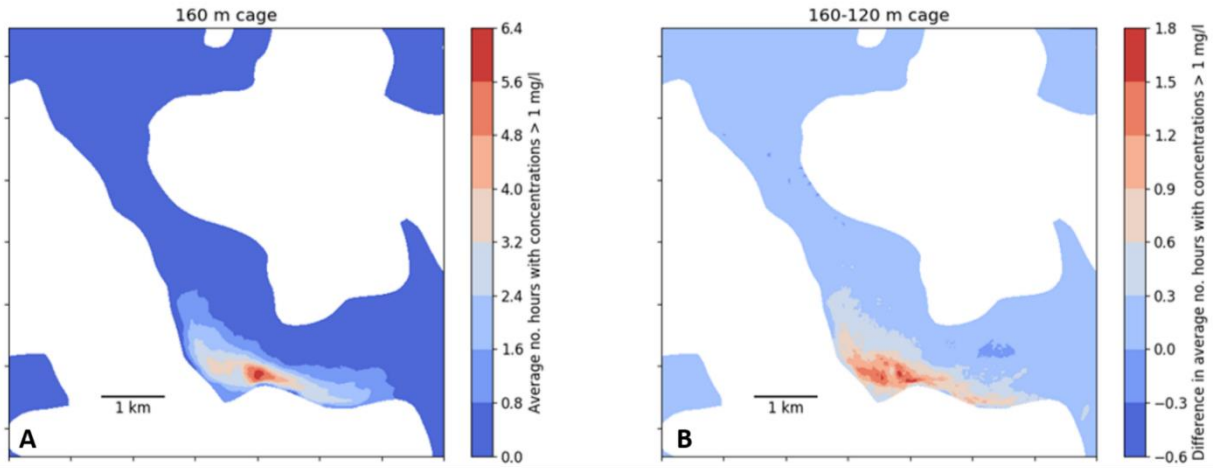 160 m cage
6.4
5.6
4.8
4.0
3.2
2.4
1.6
0.8
0.0
Average no. hours with concentrations > 1 mg/l
1 km
A
160-120 m cage
1.8
1.5
1.2
0.9
0.6
0.3
0.0
−0.3
−0.6
Difference in average no. hours with concentrations > 1 mg/l
1 km
B